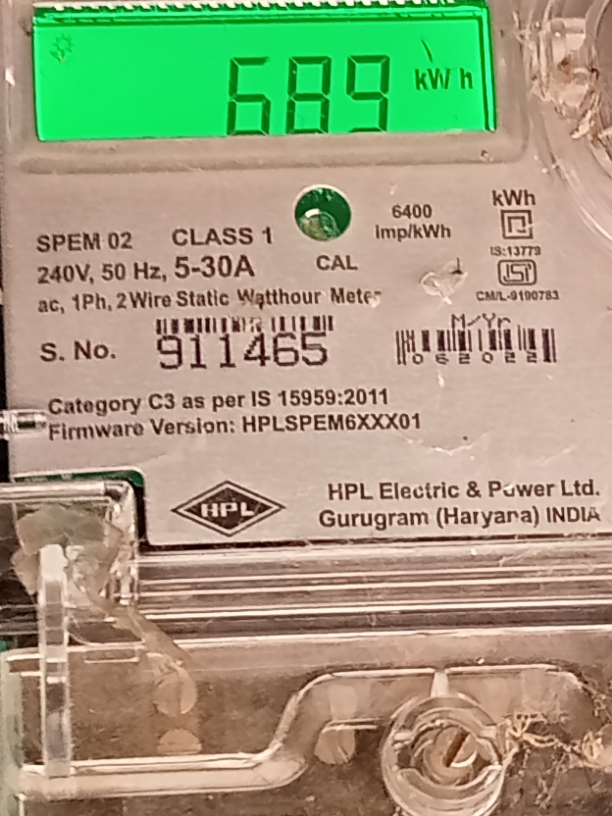 689 kWh
kWh
6400
imp/kWh
SPEM 02 CLASS 1
IS:13779
240V, 50 Hz, 5-30A CAL
CM/L-9190783
ac, 1Ph, 2 Wire Static Watthour Meter
M/Yr
S. No. 911465
062022
Category C3 as per IS 15959:2011
Firmware Version: HPLSPEM6XXX01
HPL
HPL Electric & Power Ltd.
Gurugram (Haryana) INDIA